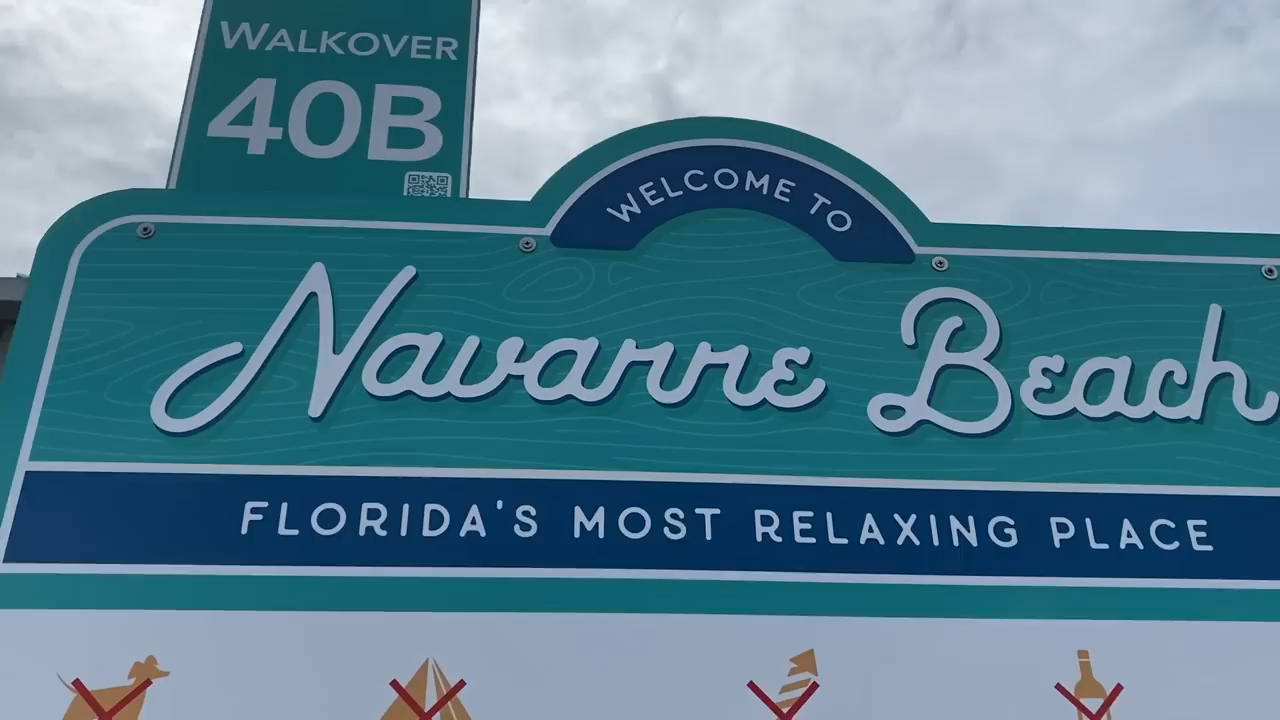 WALKOVER
40B
WELCOME TO
Navarre Beach
FLORIDA'S MOST RELAXING PLACE